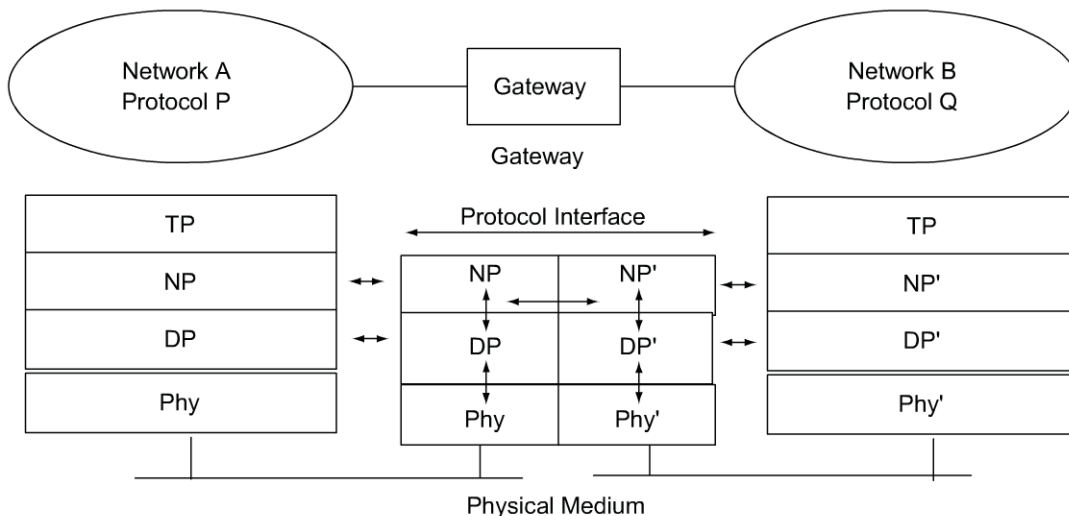 Network A
Protocol P
Gateway
Network B
Protocol Q
Gateway
TP
NP
DP
Phy
Protocol Interface
NP
NP'
DP
DP'
Phy
Phy'
TP
NP'
DP'
Phy'
Physical Medium